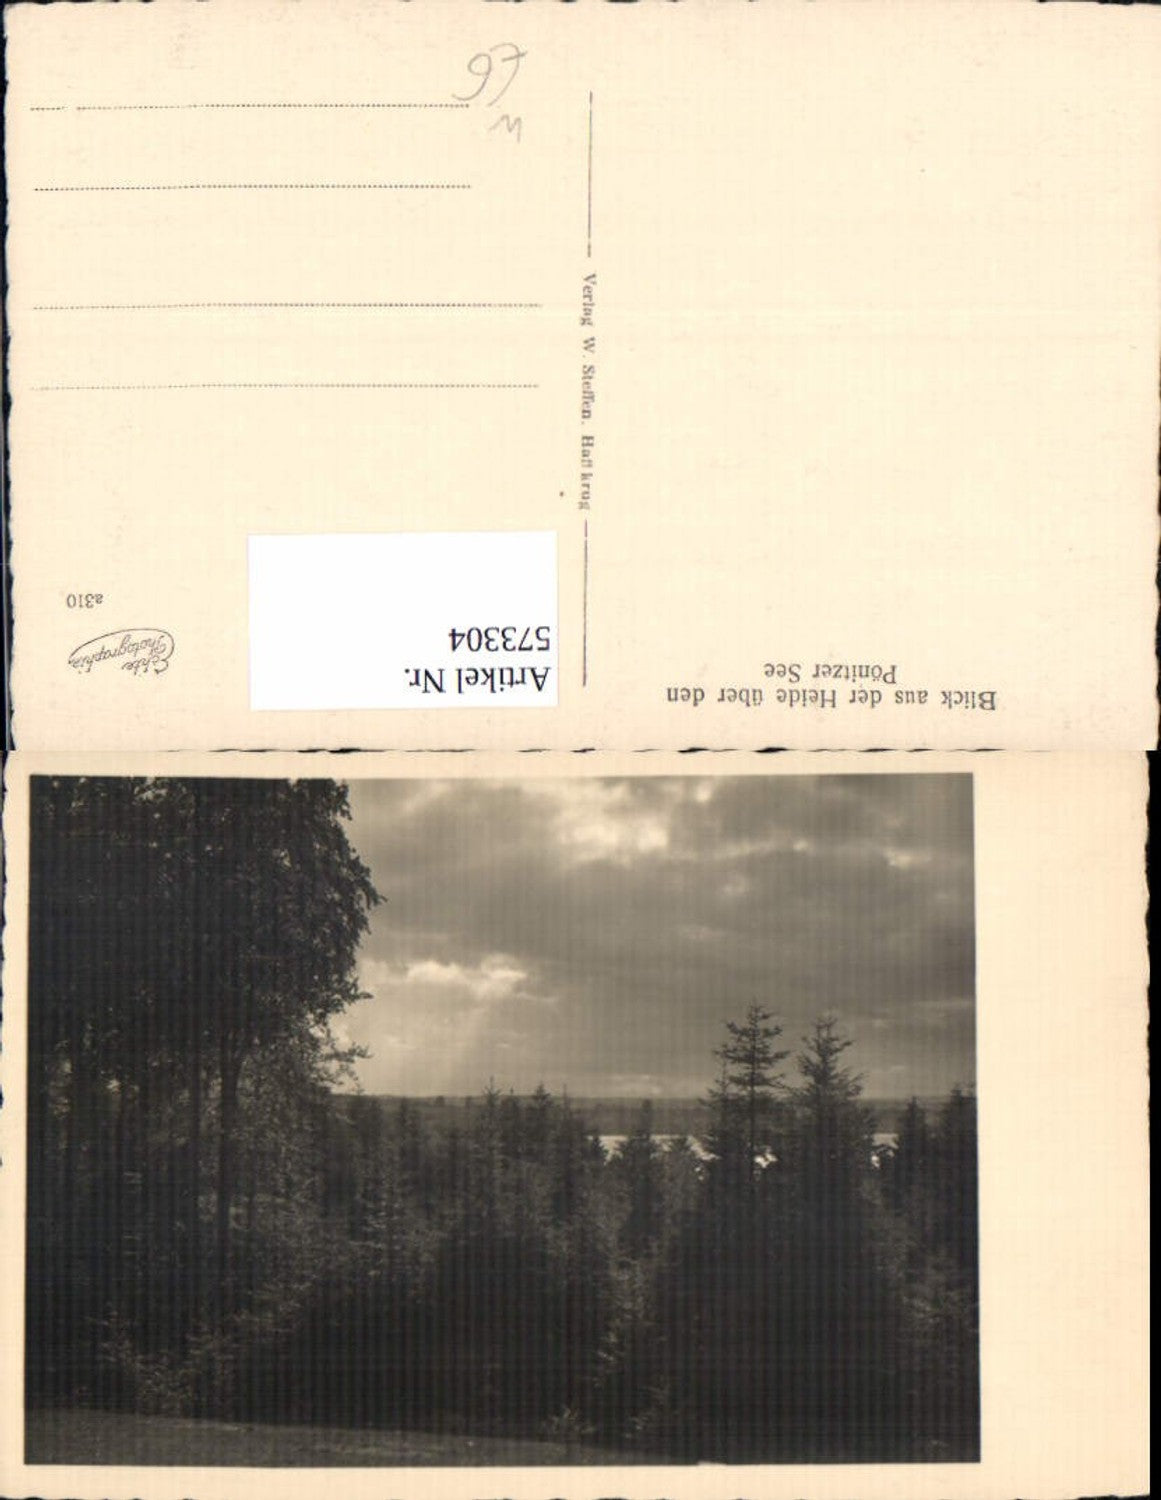 Blick aus der Heide über den
Pönitzer See
Verlag W. Steffen. Haffkrug
Artikel Nr.
573304
Echte
Photographie
a310